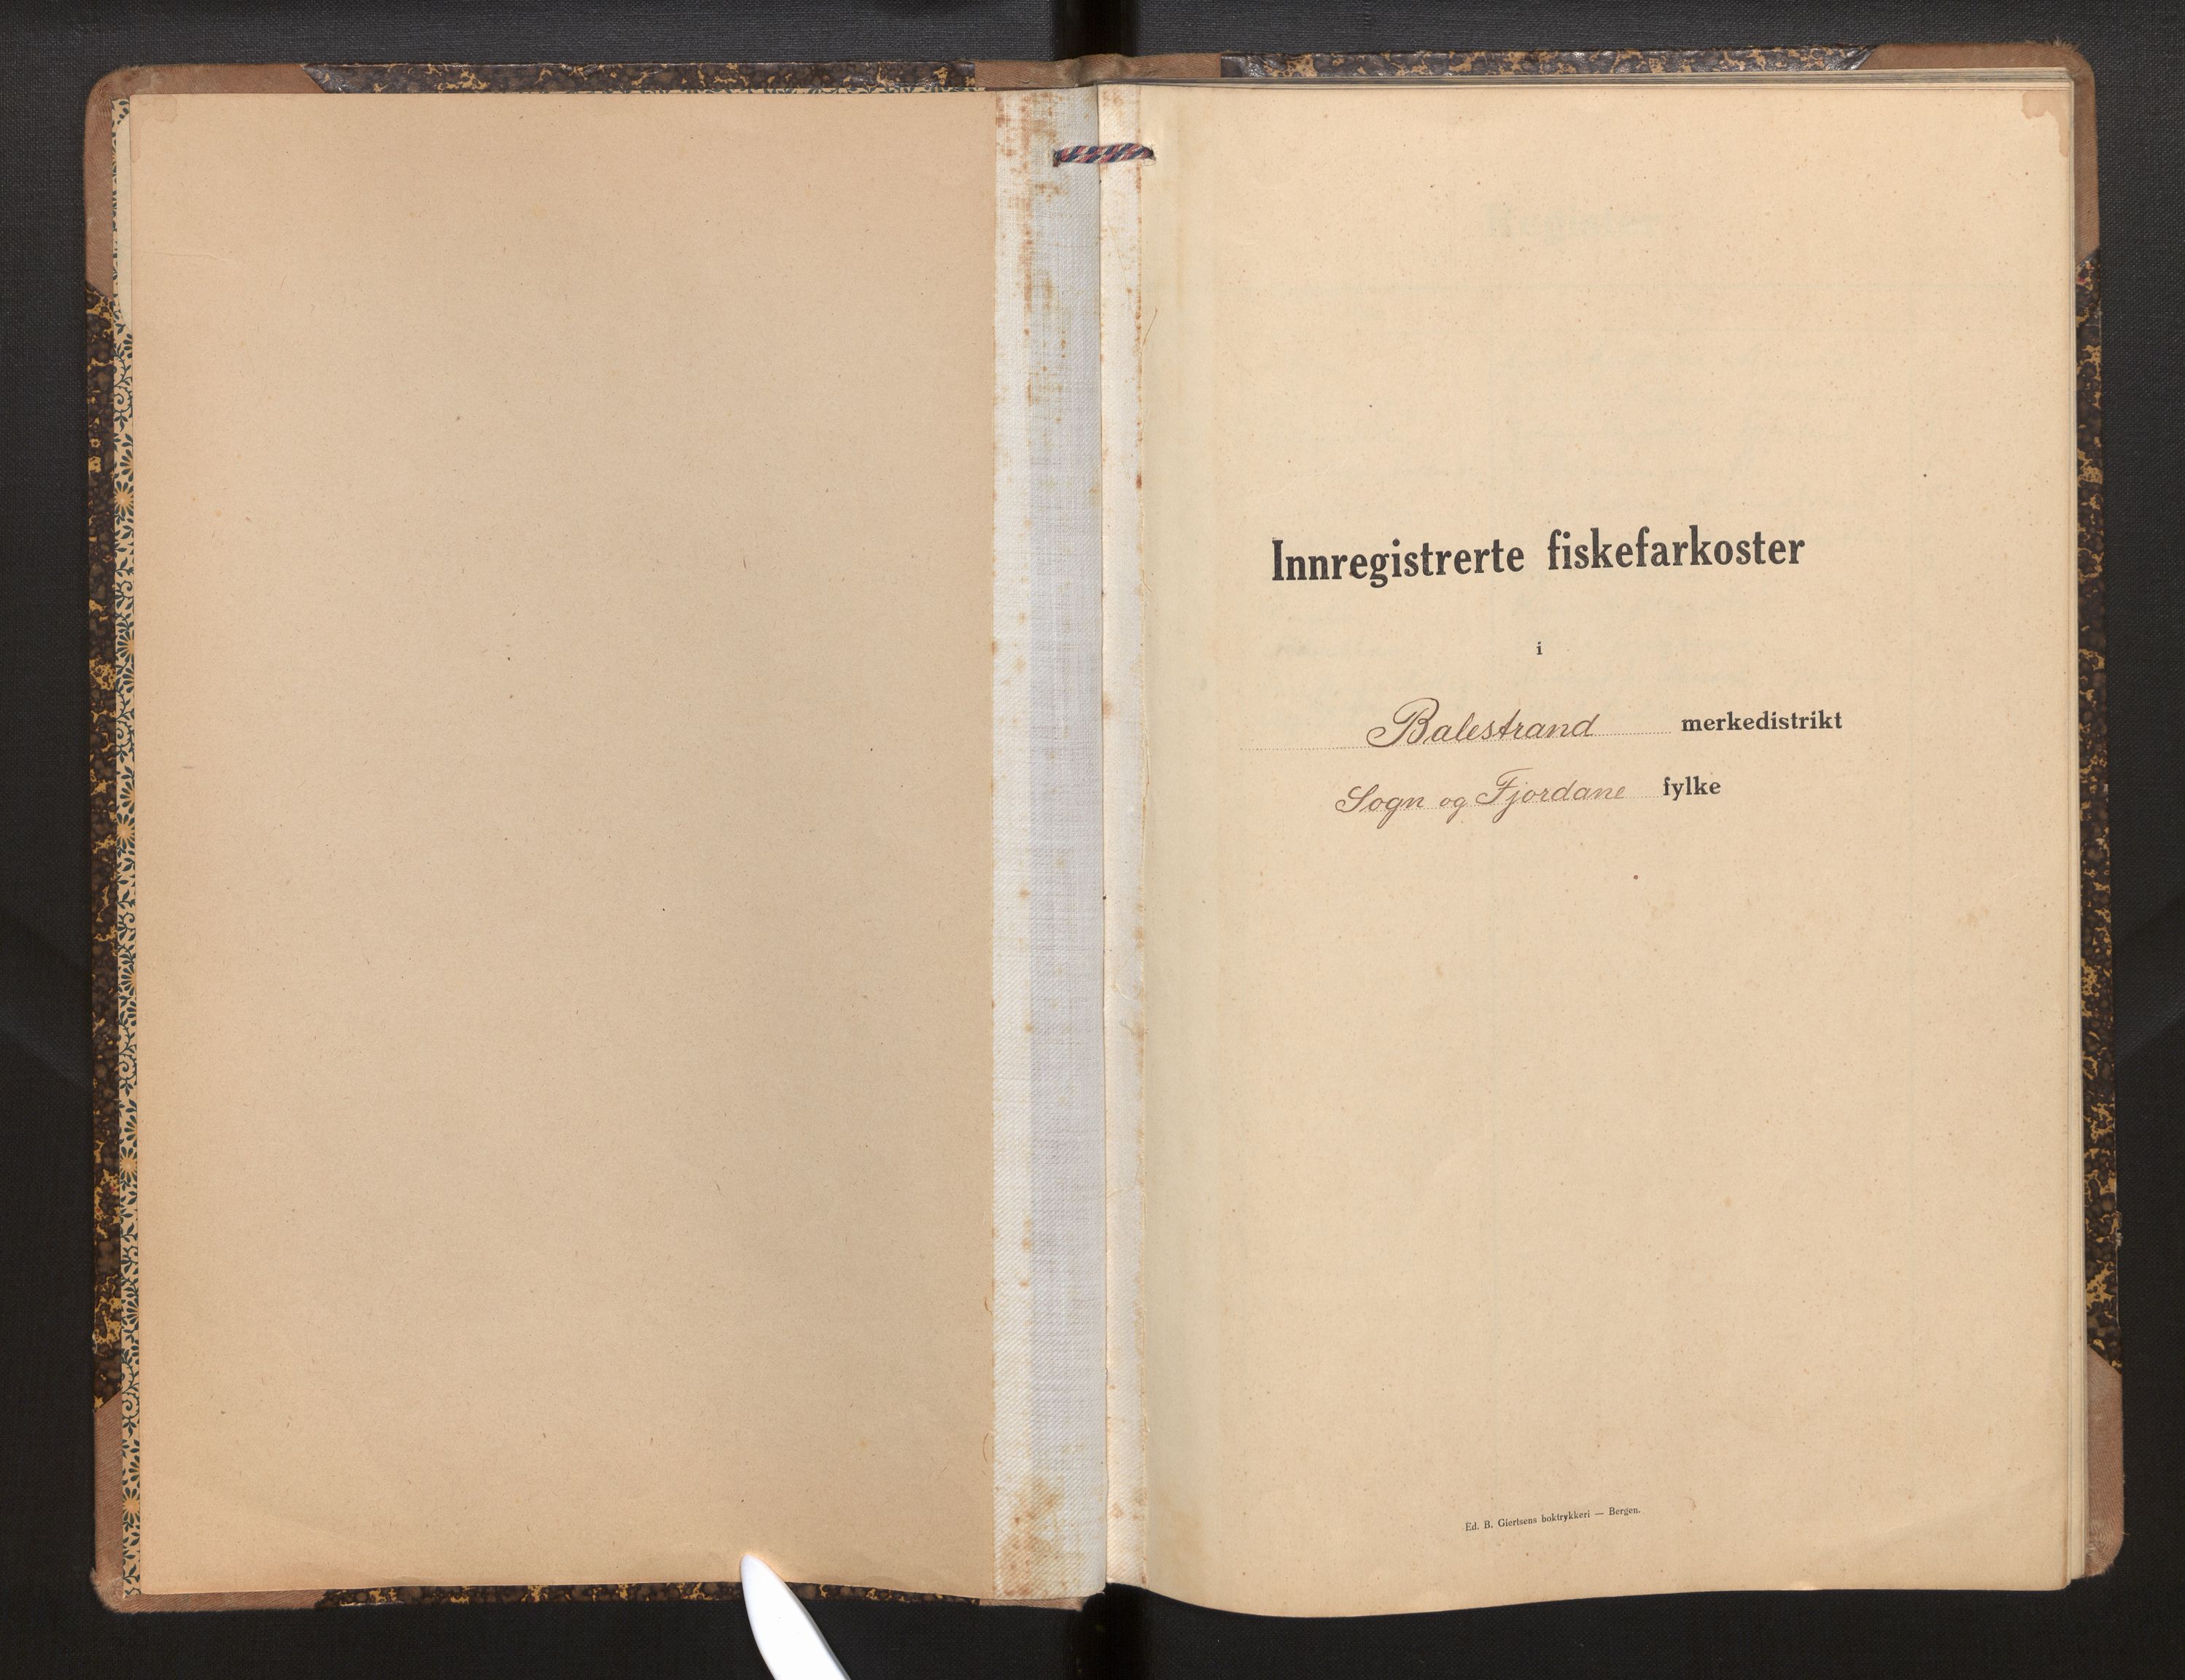 Innregistrerte fiskefarkoster
i
Balestrand merkedistrikt
Sogn og Fjordane fylke
Ed. B. Giertsens boktrykkeri — Bergen.